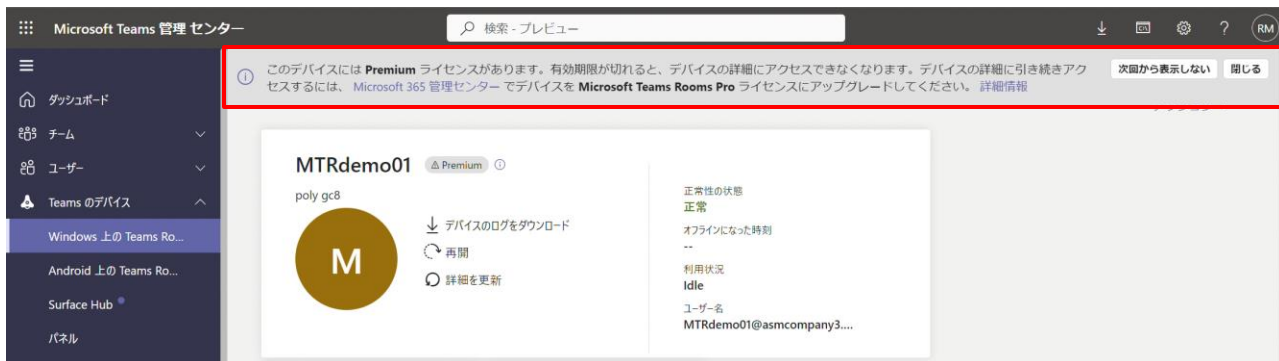 Microsoft Teams 管理 センター
検索 - プレビュー
?
RM
このデバイスには Premium ライセンスがあります。有効期限が切れると、デバイスの詳細にアクセスできなくなります。デバイスの詳細に引き続きアク
セスするには、 Microsoft 365 管理センター でデバイスを Microsoft Teams Rooms Pro ライセンスにアップグレードしてください。 詳細情報
次回から表示しない 閉じる
ダッシュボード
チーム
ユーザー
Teams のデバイス
Windows 上の Teams Ro...
Android 上の Teams Ro...
Surface Hub
パネル
MTRdemo01 Premium
poly gc8
M
デバイスのログをダウンロード
再開
詳細を更新
正常性の状態
正常
オフラインになった時刻
--
利用状況
Idle
ユーザー名
MTRdemo01@asmcompany3....